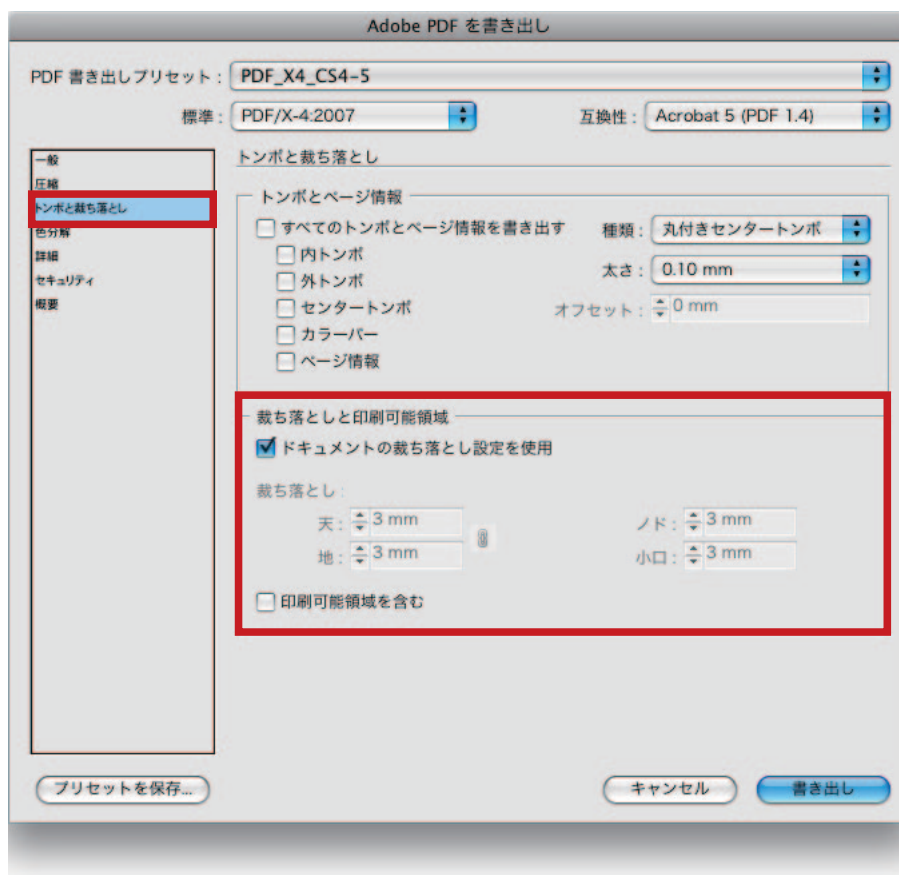 Adobe PDF を書き出し
PDF 書き出しプリセット : PDF_X4_CS4-5
標準 : PDF/X-4:2007 互換性 : Acrobat 5 (PDF 1.4)
一般
圧縮
トンボと裁ち落とし
色分解
詳細
セキュリティ
概要
トンボと裁ち落とし
トンボとページ情報
すべてのトンボとページ情報を書き出す 種類 : 丸付きセンタートンボ
内トンボ
太さ : 0.10 mm
外トンボ
センタートンボ オフセット : 0 mm
カラーバー
ページ情報
裁ち落としと印刷可能領域
ドキュメントの裁ち落とし設定を使用
裁ち落とし :
天 : 3 mm ノド : 3 mm
地 : 3 mm 小口 : 3 mm
印刷可能領域を含む
プリセットを保存... キャンセル 書き出し